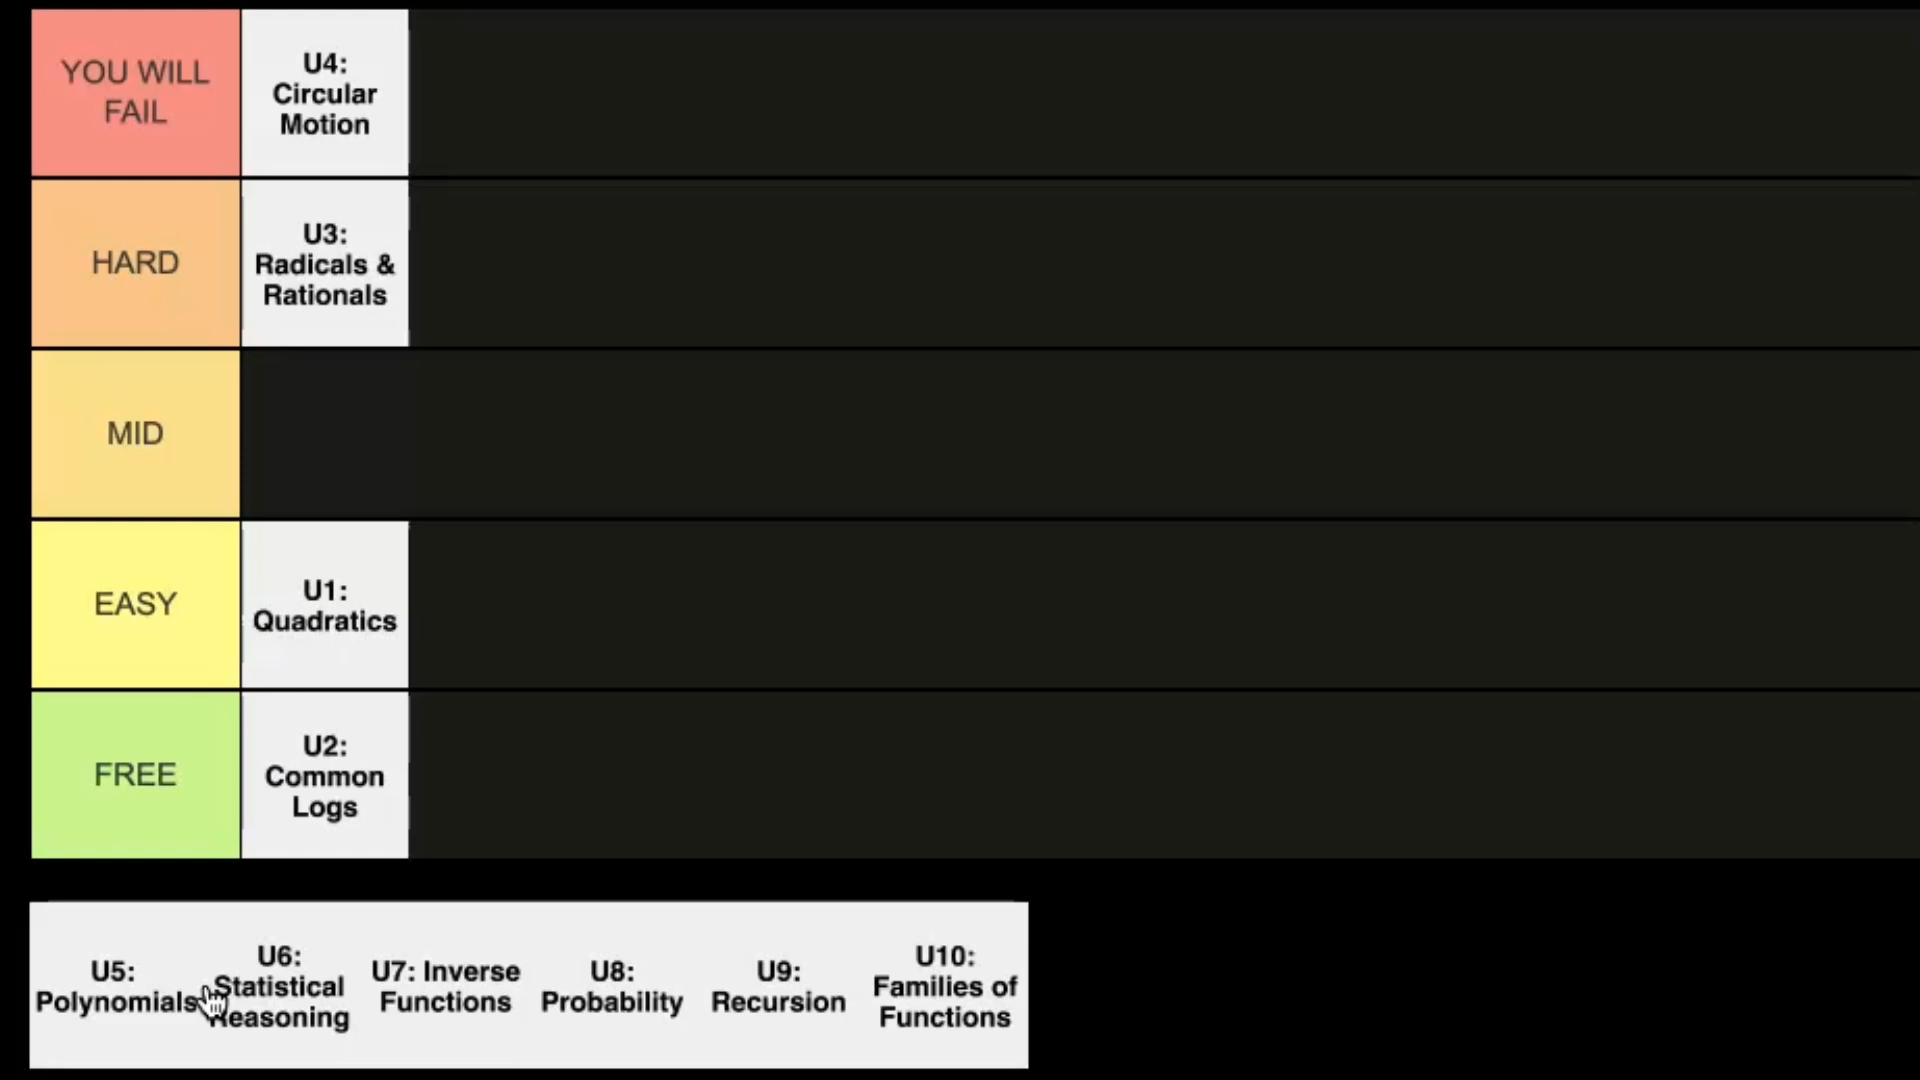 YOU WILL
FAIL
U4:
Circular
Motion
HARD
U3:
Radicals &
Rationals
MID
EASY
U1:
Quadratics
FREE
U2:
Common
Logs
U5:
Polynomials
U6:
Statistical
Reasoning
U7: Inverse
Functions
U8:
Probability
U9:
Recursion
U10:
Families of
Functions